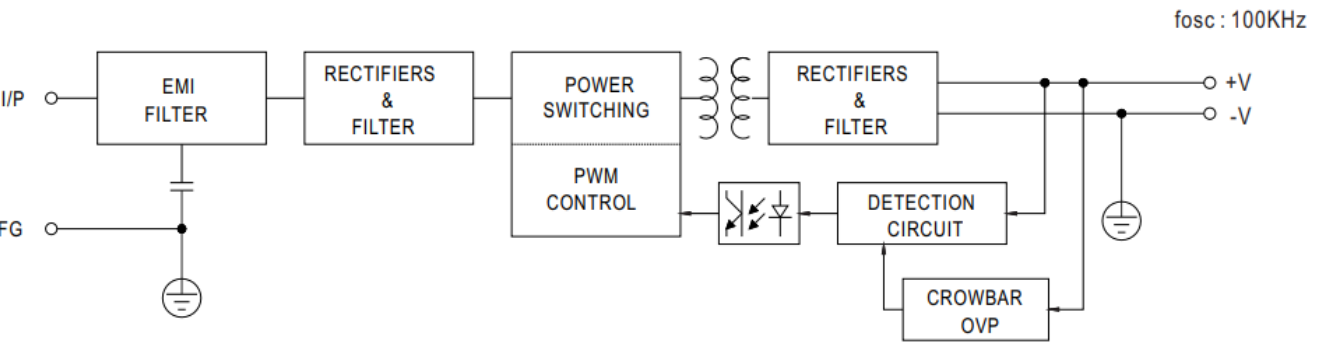 fosc : 100KHz
I/P
EMI
FILTER
RECTIFIERS
&
FILTER
POWER
SWITCHING
PWM
CONTROL
RECTIFIERS
&
FILTER
+V
-V
DETECTION
CIRCUIT
CROWBAR
OVP
FG